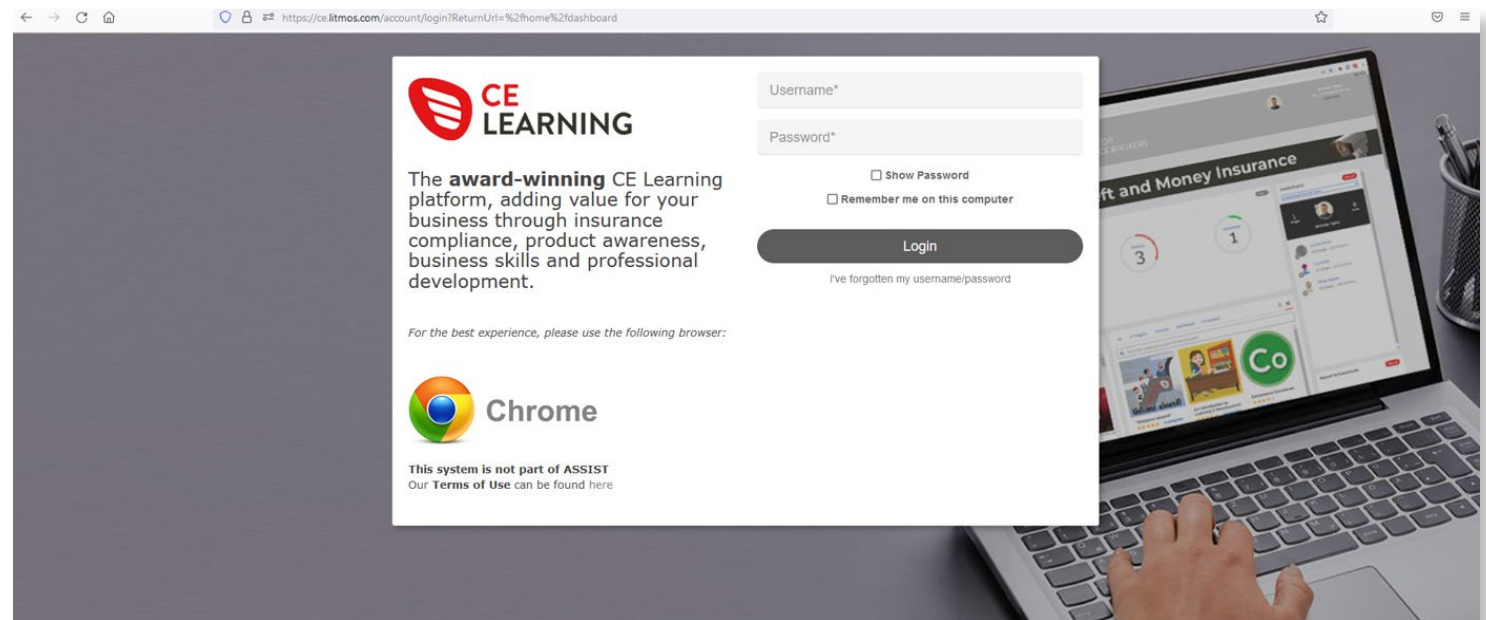 https://ce.litmos.com/account/login?ReturnUrl=%2fhome%2fdashboard
CE
LEARNING
The award-winning CE Learning
platform, adding value for your
business through insurance
compliance, product awareness,
business skills and professional
development.
For the best experience, please use the following browser:
Chrome
This system is not part of ASSIST
Our Terms of Use can be found here
Username*
Password*
Show Password
Remember me on this computer
Login
I've forgotten my username/password
ft and Money Insurance
3
1
Co